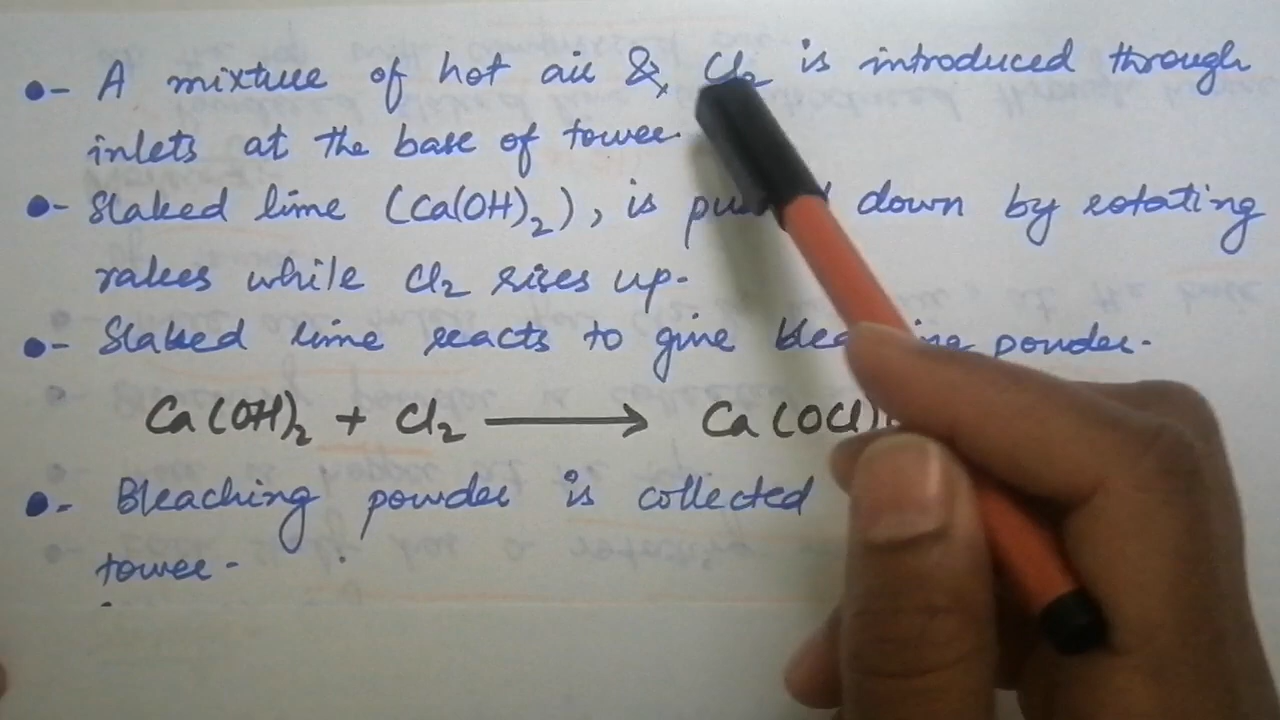 - A mixture of hot air & Cl2 is introduced through
inlets at the base of tower.
- Slaked lime (Ca(OH)2), is down by rotating
rakes while Cl2 rises up.
- Slaked lime reacts to give powder.
Ca(OH)2 + Cl2 ⟶ Ca(OCl)
- Bleaching powder is collected
tower.